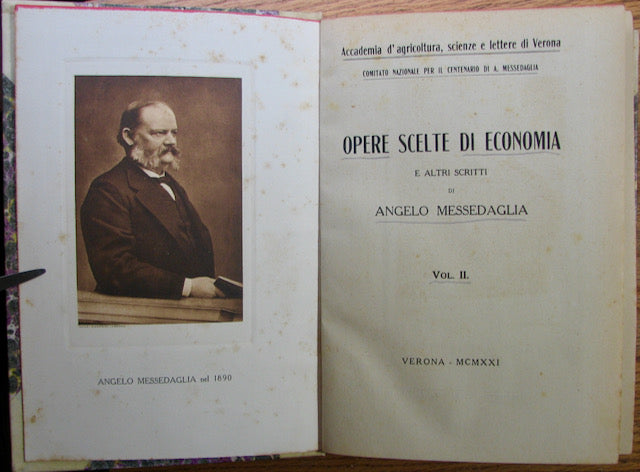 ANGELO MESSEDAGLIA nel 1890
Accademia d'agricoltura, scienze e lettere di Verona
COMITATO NAZIONALE PER IL CENTENARIO DI A. MESSEDAGLIA
OPERE SCELTE DI ECONOMIA
E ALTRI SCRITTI
DI
ANGELO MESSEDAGLIA
VOL. II.
VERONA - MCMXXI